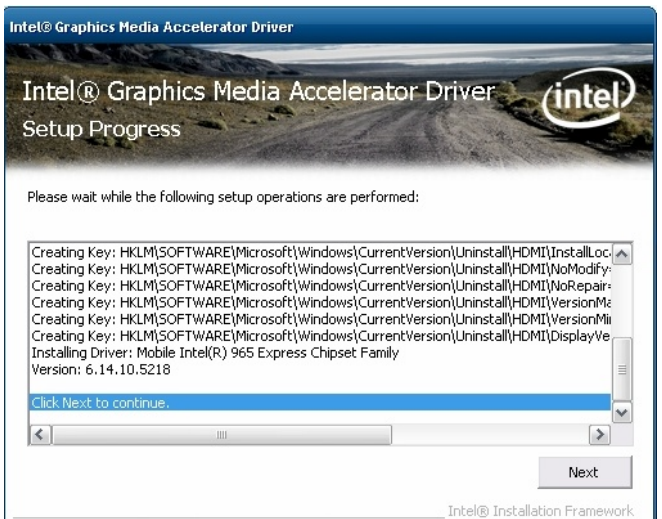 Intel® Graphics Media Accelerator Driver
Intel® Graphics Media Accelerator Driver
intel
Setup Progress
Please wait while the following setup operations are performed:
Creating Key: HKLM\SOFTWARE\Microsoft\Windows\CurrentVersion\Uninstall\HDMI\InstallLoc
Creating Key: HKLM\SOFTWARE\Microsoft\Windows\CurrentVersion\Uninstall\HDMI\NoModify=
Creating Key: HKLM\SOFTWARE\Microsoft\Windows\CurrentVersion\Uninstall\HDMI\NoRepair=
Creating Key: HKLM\SOFTWARE\Microsoft\Windows\CurrentVersion\Uninstall\HDMI\VersionMa
Creating Key: HKLM\SOFTWARE\Microsoft\Windows\CurrentVersion\Uninstall\HDMI\VersionMi
Creating Key: HKLM\SOFTWARE\Microsoft\Windows\CurrentVersion\Uninstall\HDMI\DisplayVe
Installing Driver: Mobile Intel(R) 965 Express Chipset Family
Version: 6.14.10.5218
Click Next to continue.
Next
Intel® Installation Framework